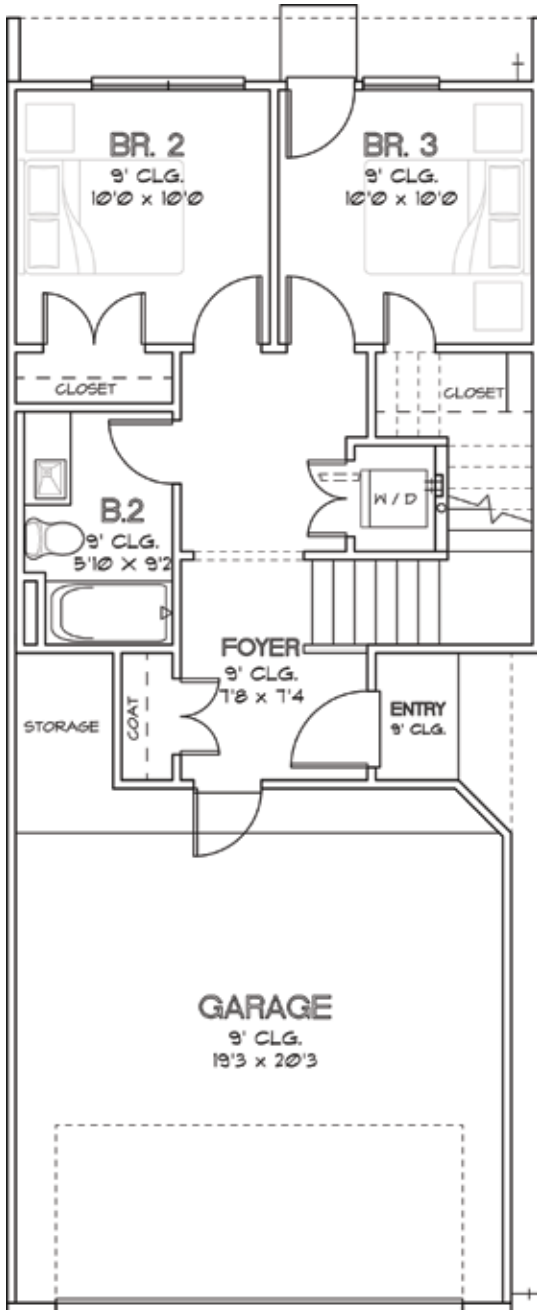 BR. 2
9' CLG.
10'0 x 10'0
BR. 3
9' CLG.
10'0 x 10'0
CLOSET
CLOSET
W / D
B.2
9' CLG.
5'10 x 9'2
FOYER
9' CLG.
7'8 x 7'4
STORAGE
COAT
ENTRY
9' CLG.
GARAGE
9' CLG.
19'3 x 20'3